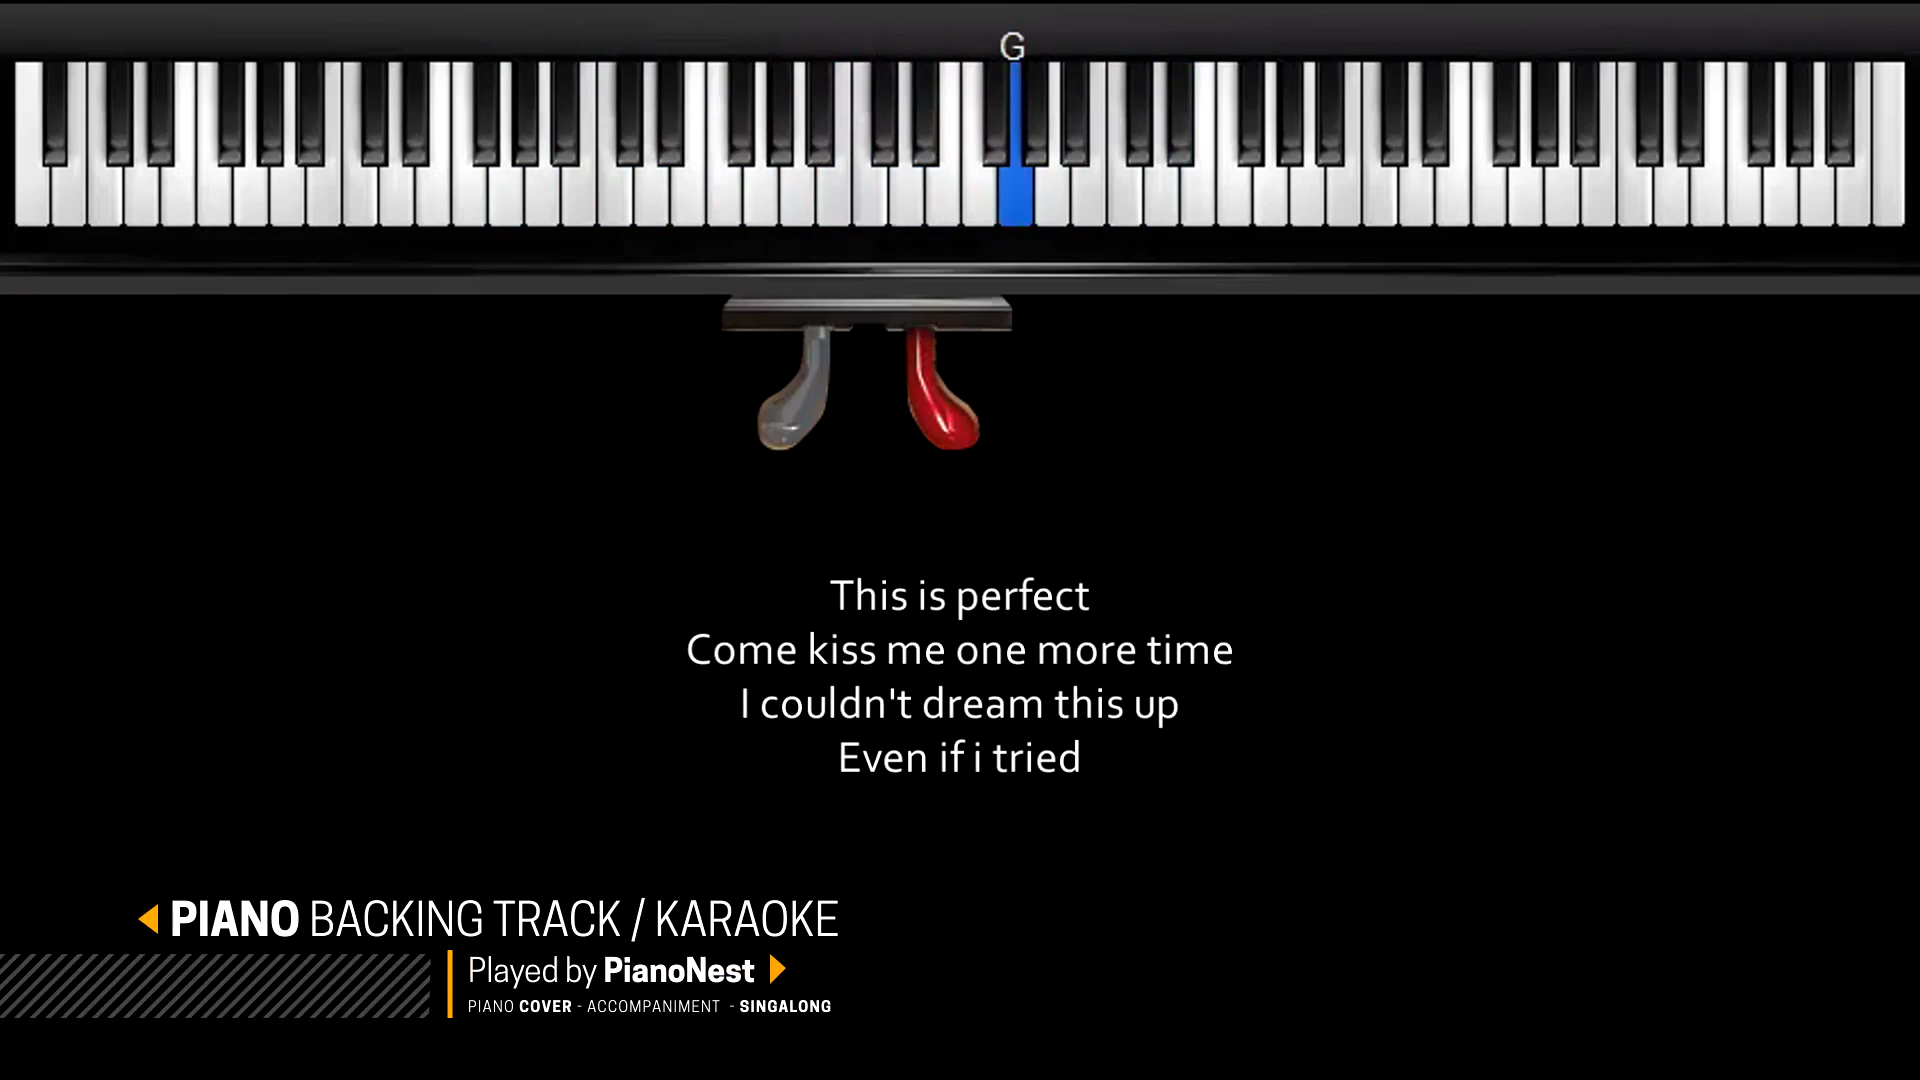 G
This is perfect
Come kiss me one more time
I couldn't dream this up
Even if i tried
PIANO BACKING TRACK / KARAOKE
Played by PianoNest
PIANO COVER - ACCOMPANIMENT - SINGALONG